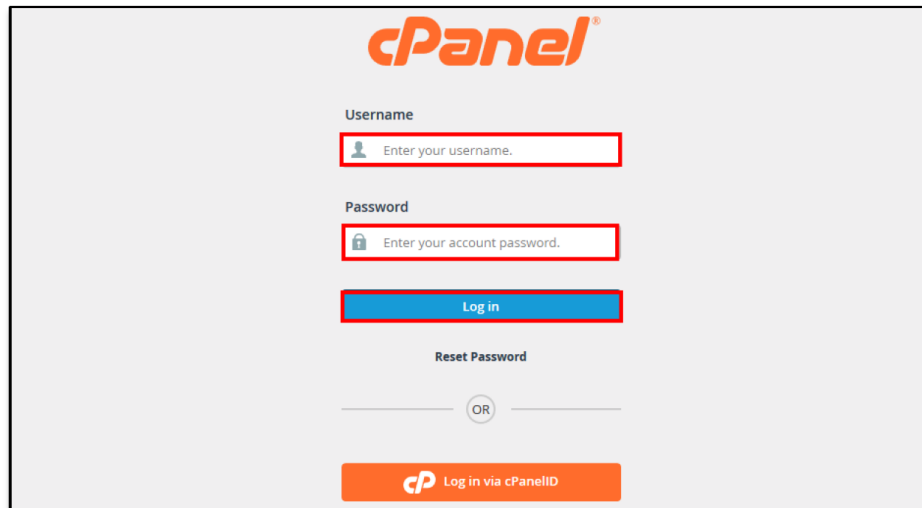 cPanel®
Username
Enter your username.
Password
Enter your account password.
Log in
Reset Password
OR
cP Log in via cPanelID